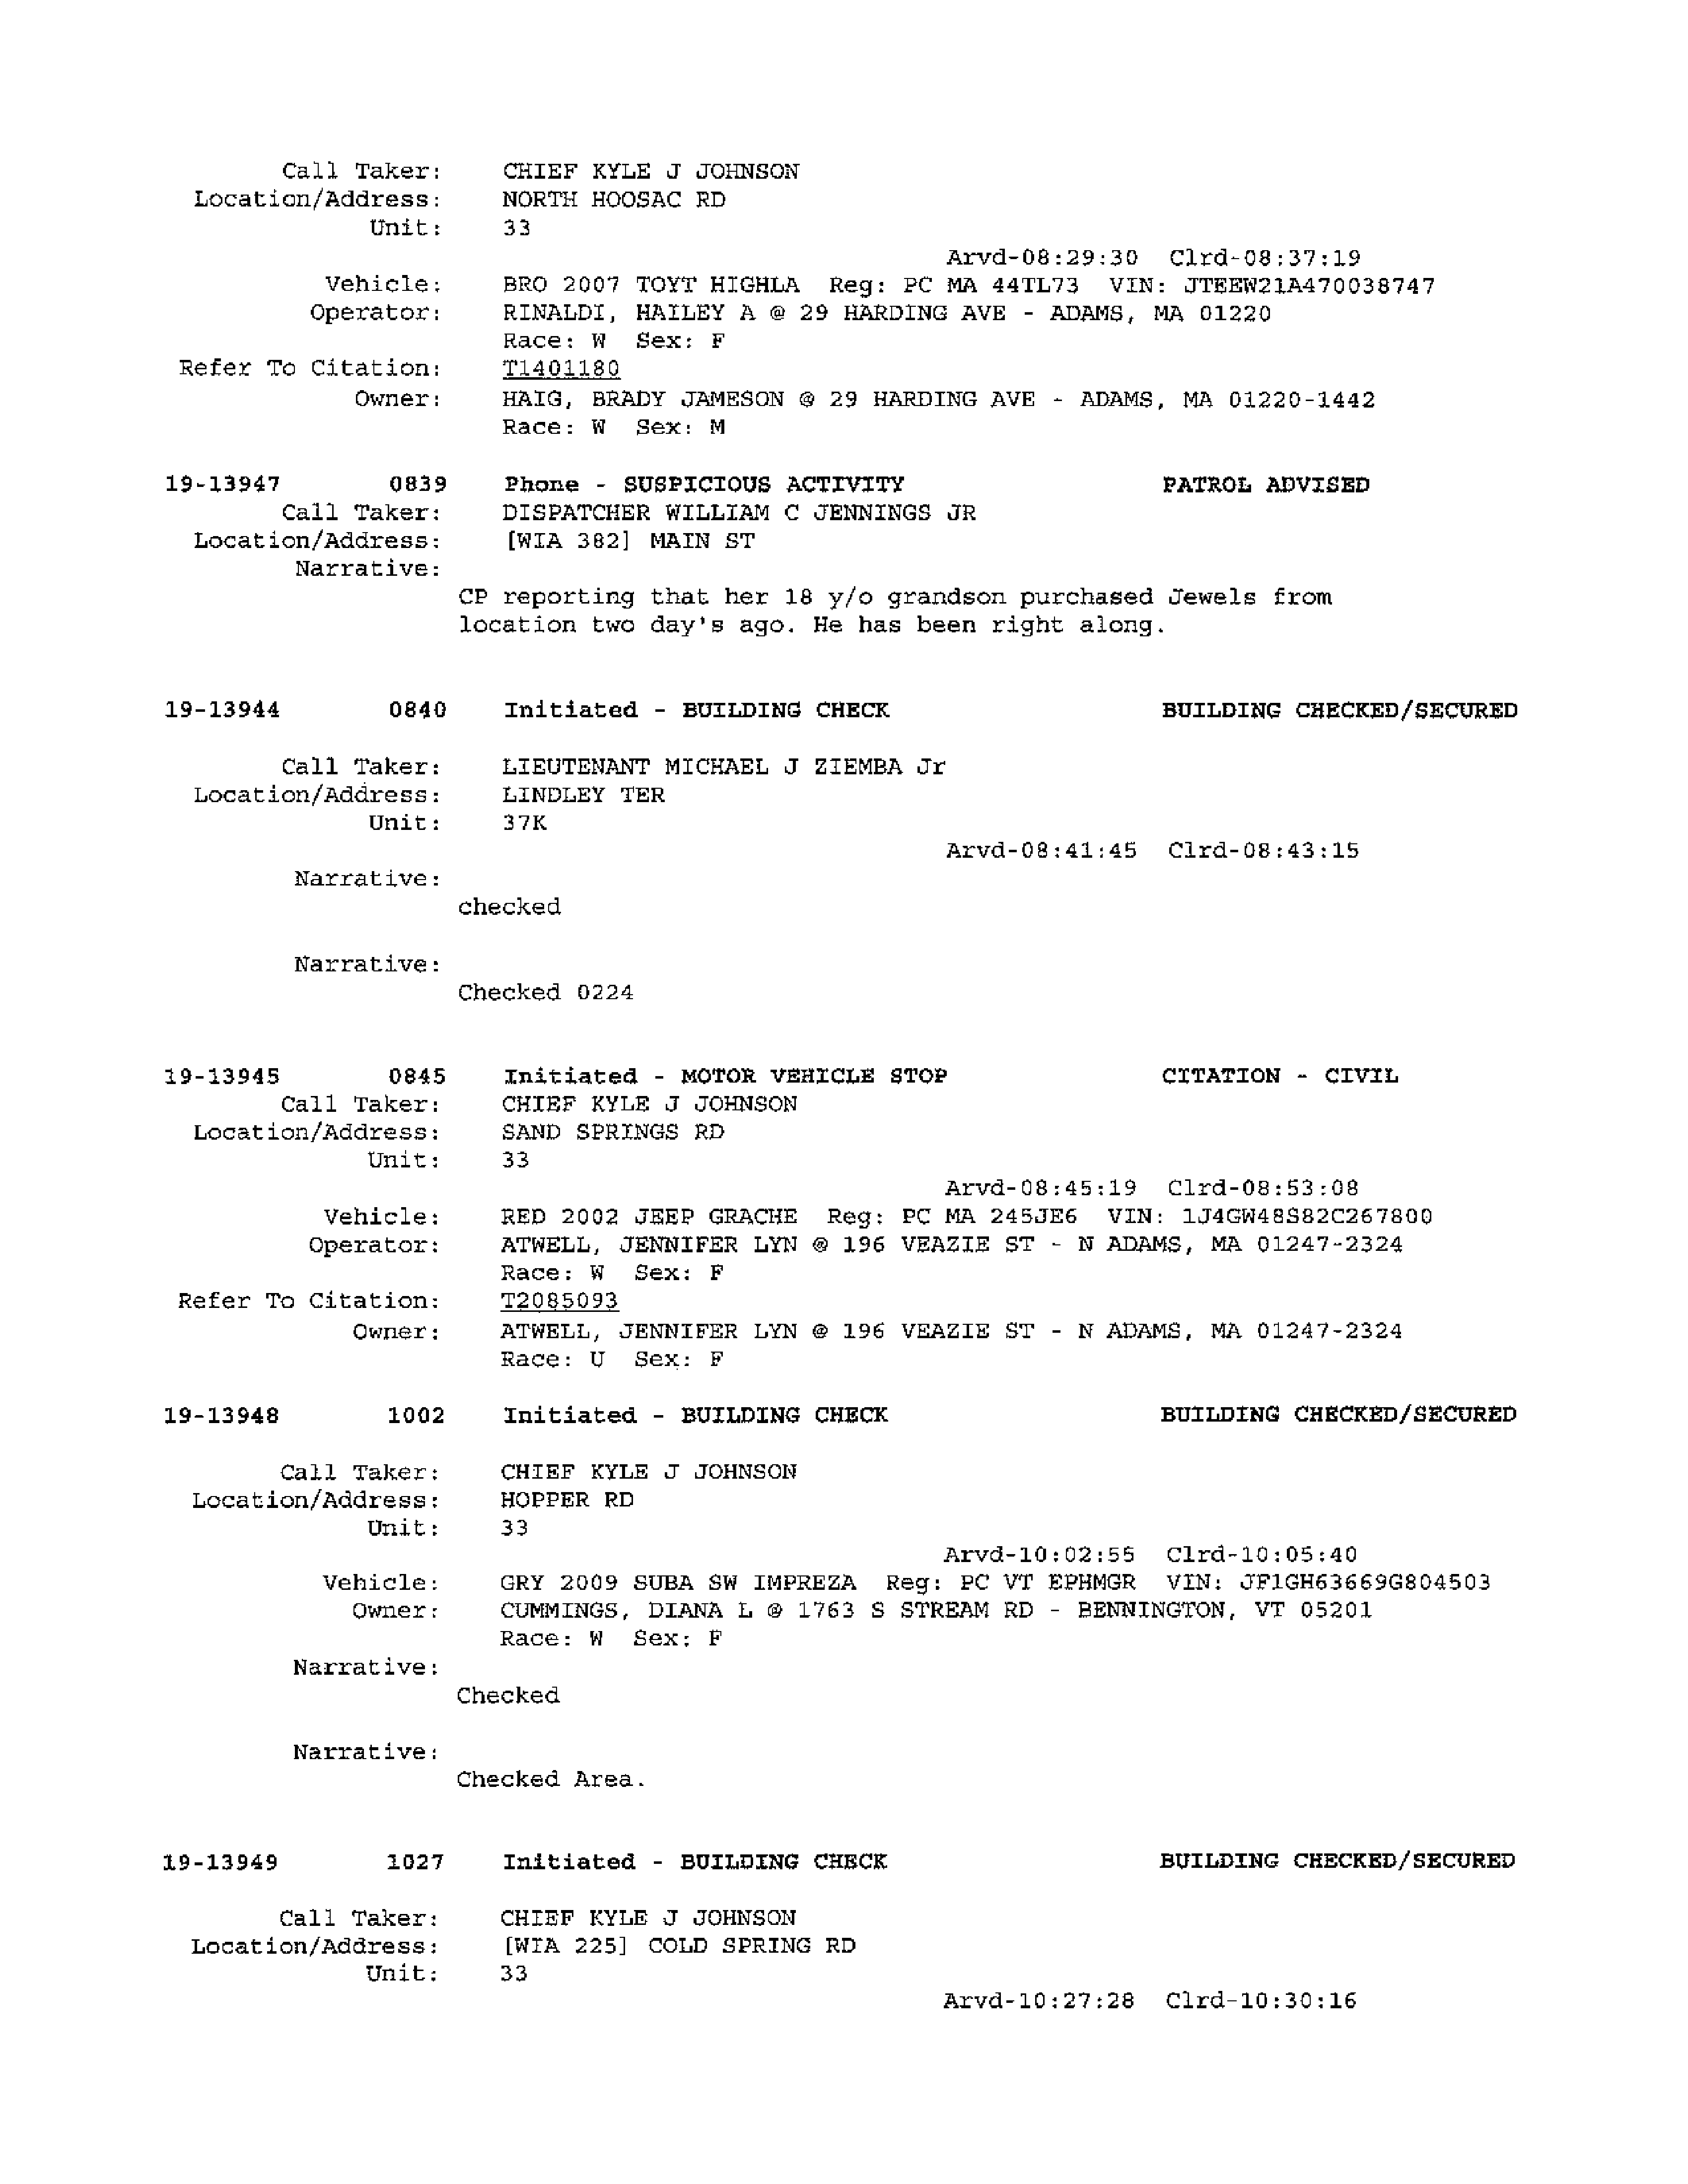 Call Taker: CHIEF KYLE J JOHNSON
Location/Address: NORTH HOOSAC RD
Unit: 33
Arvd-08:29:30 Clrd-08:37:19
Vehicle: BRO 2007 TOYT HIGHLA Reg: PC MA 44TL73 VIN: JTEEW21A470038747
Operator: RINALDI, HAILEY A @ 29 HARDING AVE - ADAMS, MA 01220
Race: W Sex: F
Refer To Citation: T1401180
Owner: HAIG, BRADY JAMESON @ 29 HARDING AVE - ADAMS, MA 01220-1442
Race: W Sex: M
19-13947 0839 Phone - SUSPICIOUS ACTIVITY PATROL ADVISED
Call Taker: DISPATCHER WILLIAM C JENNINGS JR
Location/Address: [WIA 382] MAIN ST
Narrative:
CP reporting that her 18 y/o grandson purchased Jewels from
location two day's ago. He has been right along.
19-13944 0840 Initiated - BUILDING CHECK BUILDING CHECKED/SECURED
Call Taker: LIEUTENANT MICHAEL J ZIEMBA Jr
Location/Address: LINDLEY TER
Unit: 37K
Arvd-08:41:45 Clrd-08:43:15
Narrative:
checked
Narrative:
Checked 0224
19-13945 0845 Initiated - MOTOR VEHICLE STOP CITATION - CIVIL
Call Taker: CHIEF KYLE J JOHNSON
Location/Address: SAND SPRINGS RD
Unit: 33
Arvd-08:45:19 Clrd-08:53:08
Vehicle: RED 2002 JEEP GRACHE Reg: PC MA 245JE6 VIN: 1J4GW48S82C267800
Operator: ATWELL, JENNIFER LYN @ 196 VEAZIE ST - N ADAMS, MA 01247-2324
Race: W Sex: F
Refer To Citation: T2085093
Owner: ATWELL, JENNIFER LYN @ 196 VEAZIE ST - N ADAMS, MA 01247-2324
Race: U Sex: F
19-13948 1002 Initiated - BUILDING CHECK BUILDING CHECKED/SECURED
Call Taker: CHIEF KYLE J JOHNSON
Location/Address: HOPPER RD
Unit: 33
Arvd-10:02:55 Clrd-10:05:40
Vehicle: GRY 2009 SUBA SW IMPREZA Reg: PC VT EPHMGR VIN: JF1GH63669G804503
Owner: CUMMINGS, DIANA L @ 1763 S STREAM RD - BENNINGTON, VT 05201
Race: W Sex: F
Narrative:
Checked
Narrative:
Checked Area.
19-13949 1027 Initiated - BUILDING CHECK BUILDING CHECKED/SECURED
Call Taker: CHIEF KYLE J JOHNSON
Location/Address: [WIA 225] COLD SPRING RD
Unit: 33
Arvd-10:27:28 Clrd-10:30:16